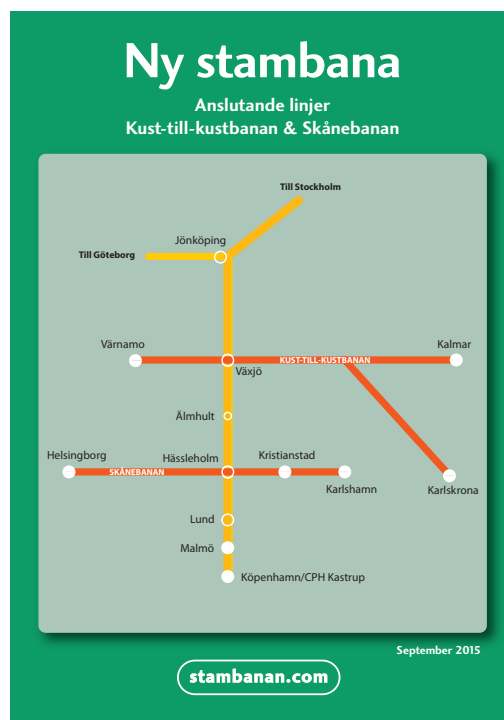 Ny stambana
Anslutande linjer
Kust-till-kustbanan & Skånebanan
Till Stockholm
Jönköping
Till Göteborg
Värnamo
Kalmar
KUST-TILL-KUSTBANAN
Växjö
Älmhult
Helsingborg
Hässleholm
Kristianstad
SKÅNEBANAN
Karlshamn
Karlskrona
Lund
Malmö
Köpenhamn/CPH Kastrup
September 2015
stambanan.com